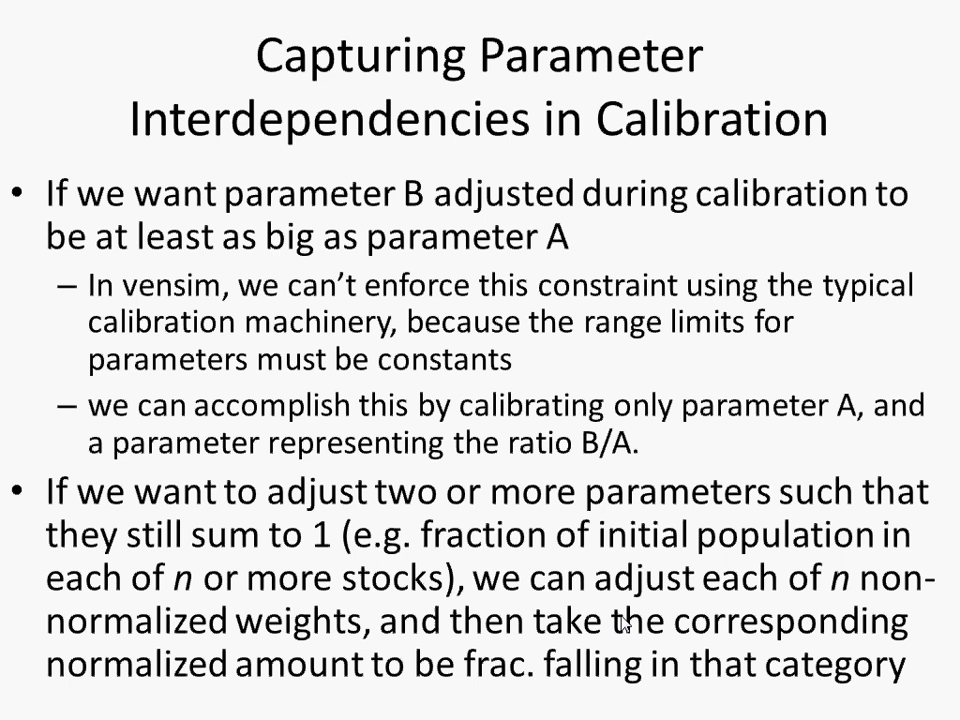 Capturing Parameter
Interdependencies in Calibration
• If we want parameter B adjusted during calibration to
be at least as big as parameter A
– In vensim, we can’t enforce this constraint using the typical
calibration machinery, because the range limits for
parameters must be constants
– we can accomplish this by calibrating only parameter A, and
a parameter representing the ratio B/A.
• If we want to adjust two or more parameters such that
they still sum to 1 (e.g. fraction of initial population in
each of n or more stocks), we can adjust each of n non-
normalized weights, and then take the corresponding
normalized amount to be frac. falling in that category